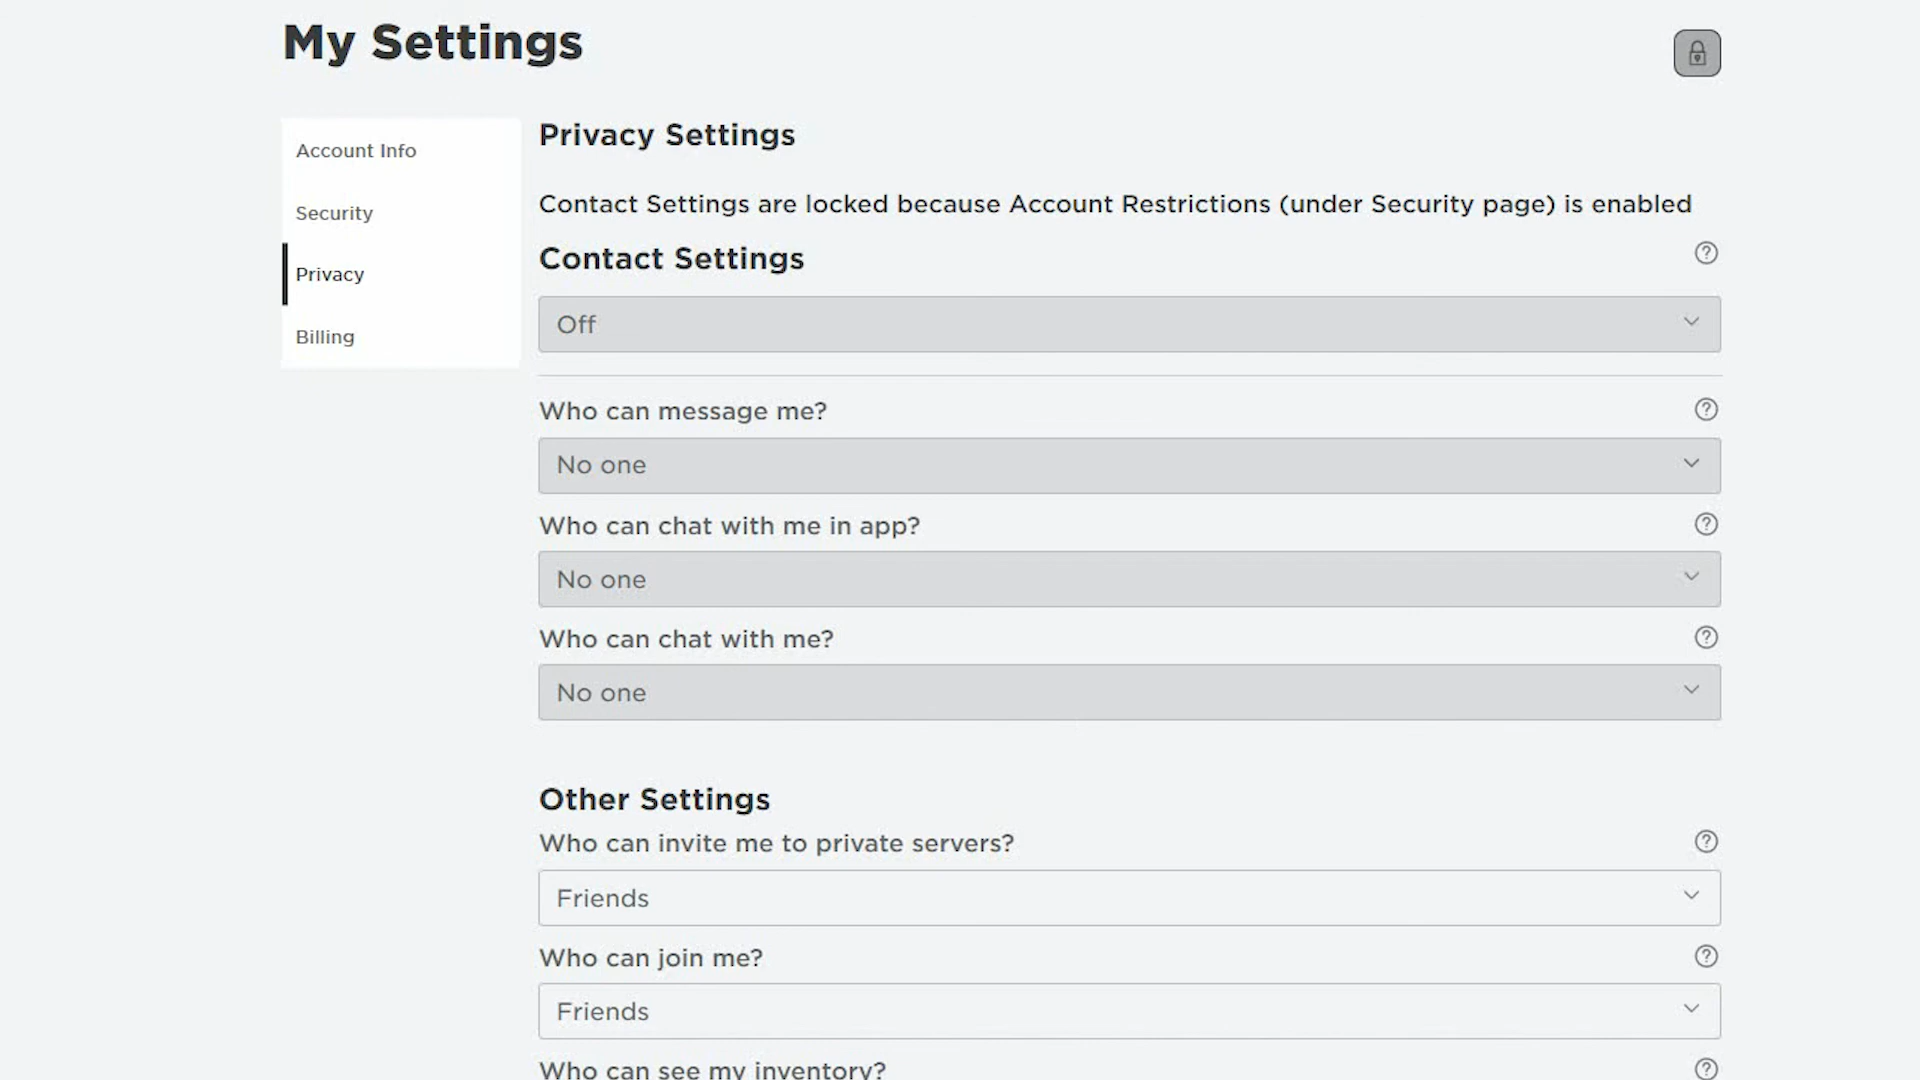 My Settings
Account Info
Security
Privacy
Billing
Privacy Settings
Contact Settings are locked because Account Restrictions (under Security page) is enabled
Contact Settings
Off
Who can message me?
No one
Who can chat with me in app?
No one
Who can chat with me?
No one
Other Settings
Who can invite me to private servers?
Friends
Who can join me?
Friends
Who can see my inventory?